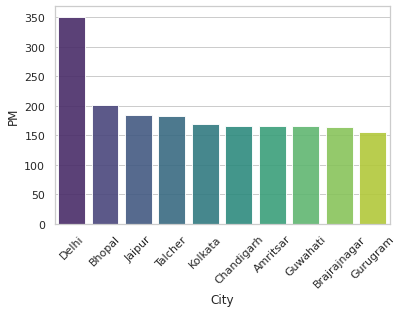 350
300
250
200
150
100
50
0
PM
Delhi
Bhopal
Jaipur
Talcher
Kolkata
Chandigarh
Amritsar
Guwahati
Brajrajnagar
Gurugram
City